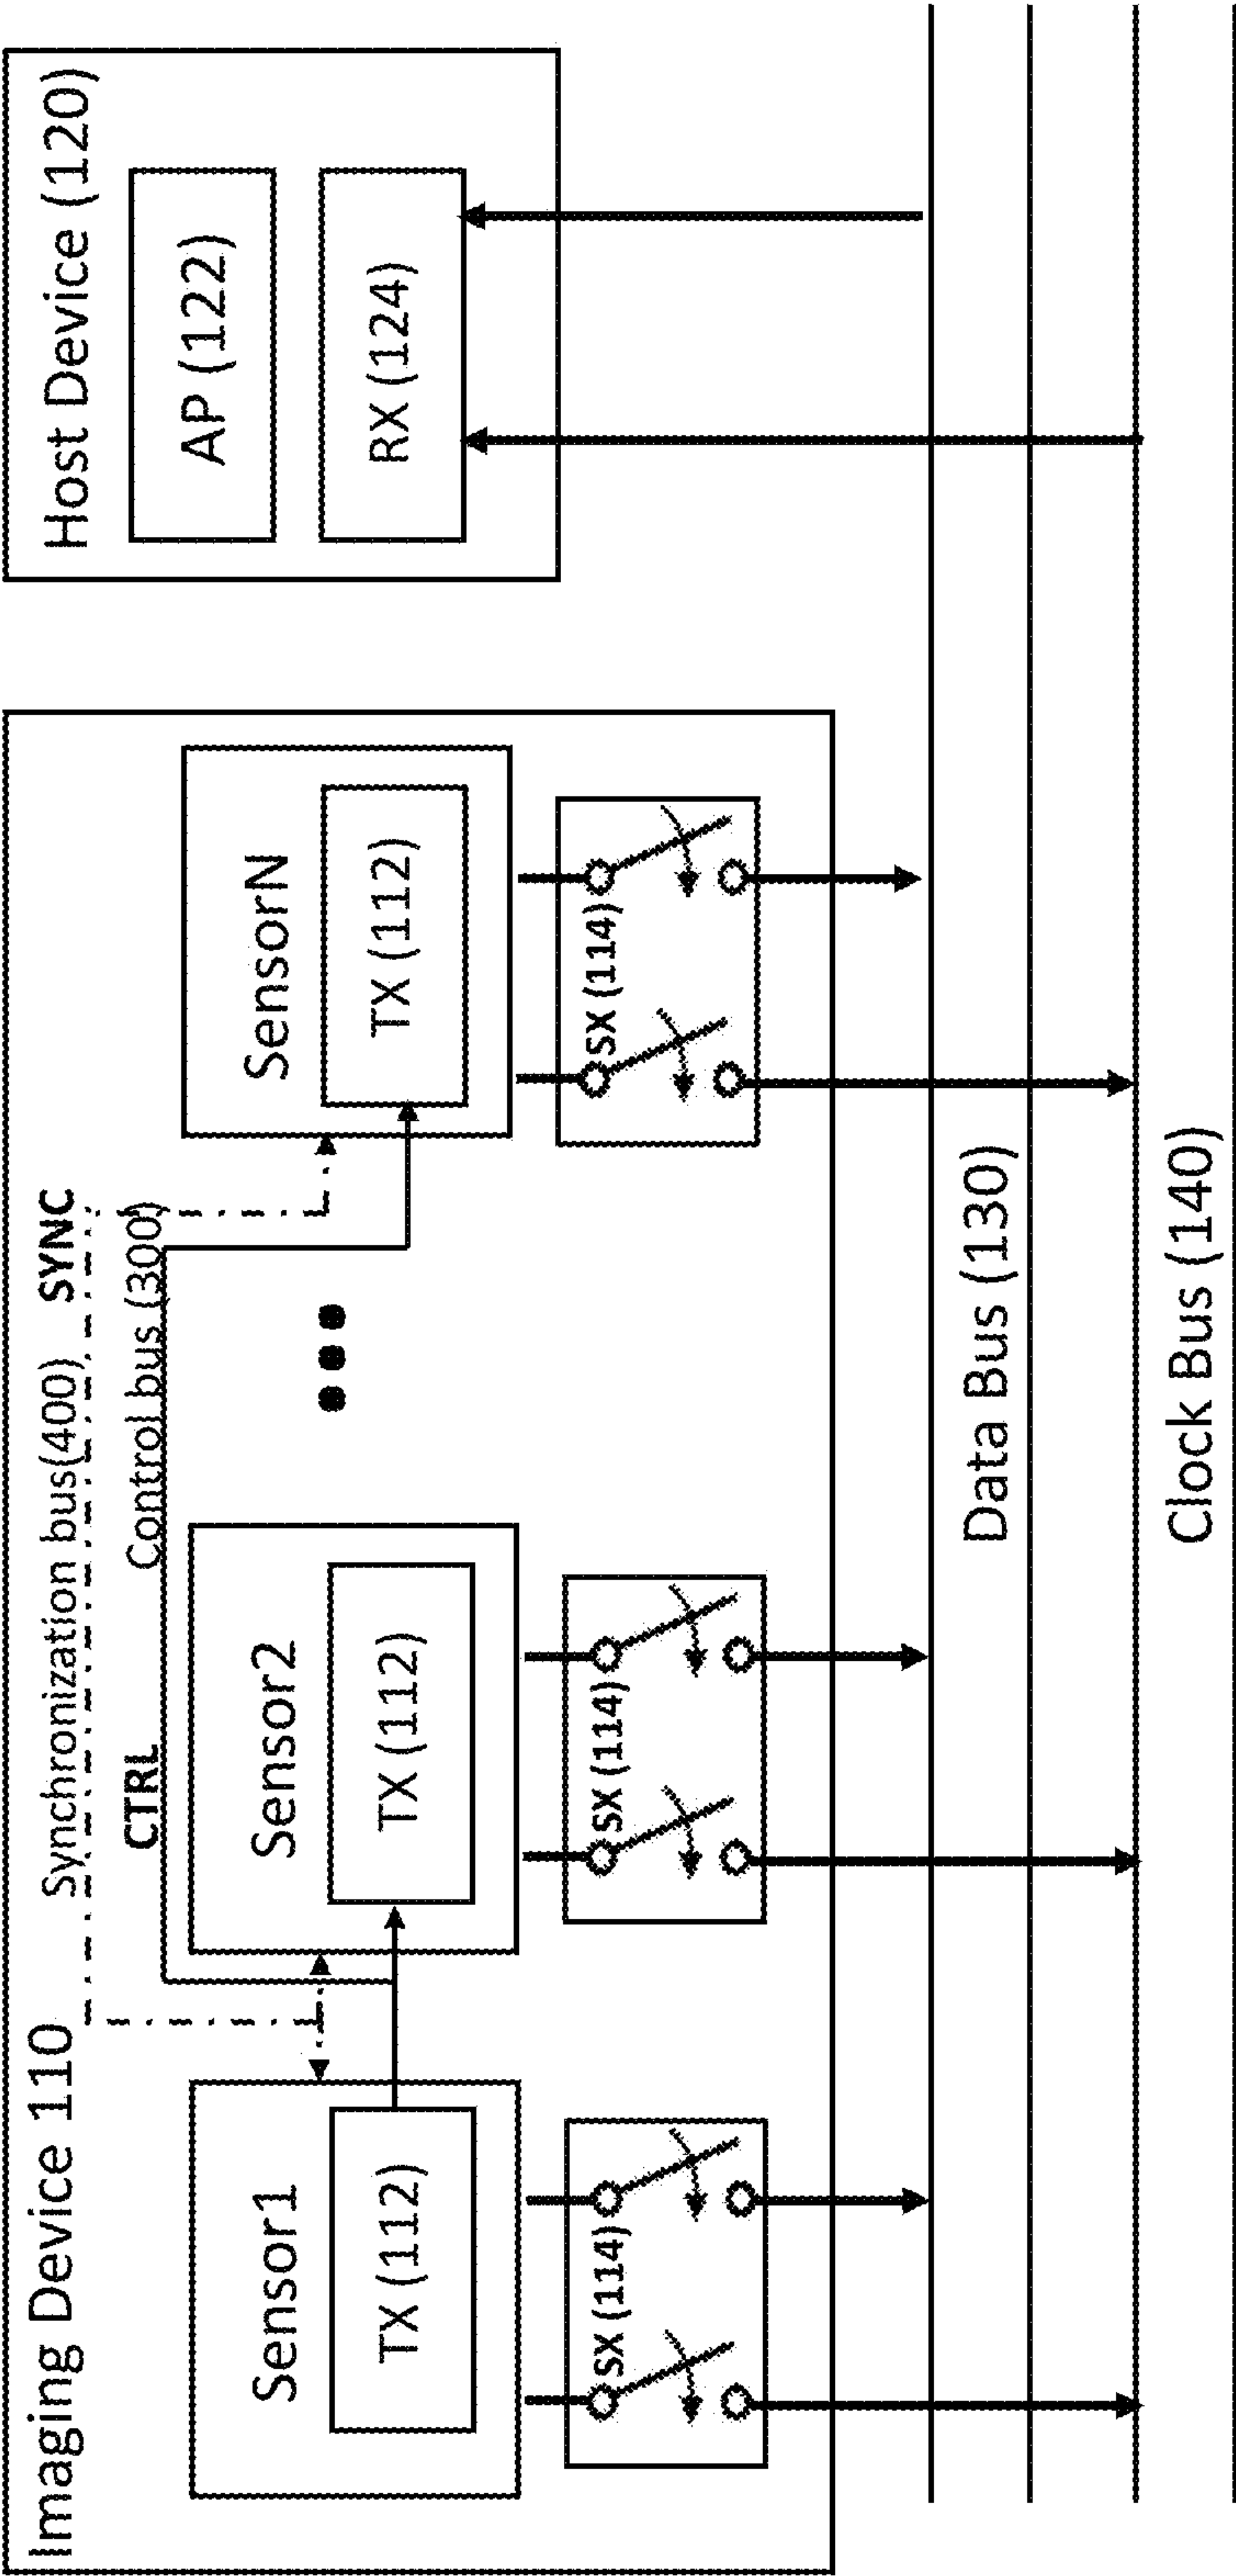 Imaging Device 110
Synchronization bus(400)
SYNC
CTRL
Control bus (300)
Sensor1
TX (112)
SX (114)
Sensor2
TX (112)
SX (114)
SensorN
TX (112)
SX (114)
Host Device (120)
AP (122)
RX (124)
Data Bus (130)
Clock Bus (140)